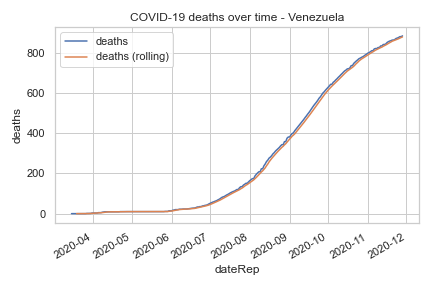 COVID-19 deaths over time - Venezuela
deaths
deaths (rolling)
deaths
800
600
400
200
0
2020-04
2020-05
2020-06
2020-07
2020-08
2020-09
2020-10
2020-11
2020-12
dateRep